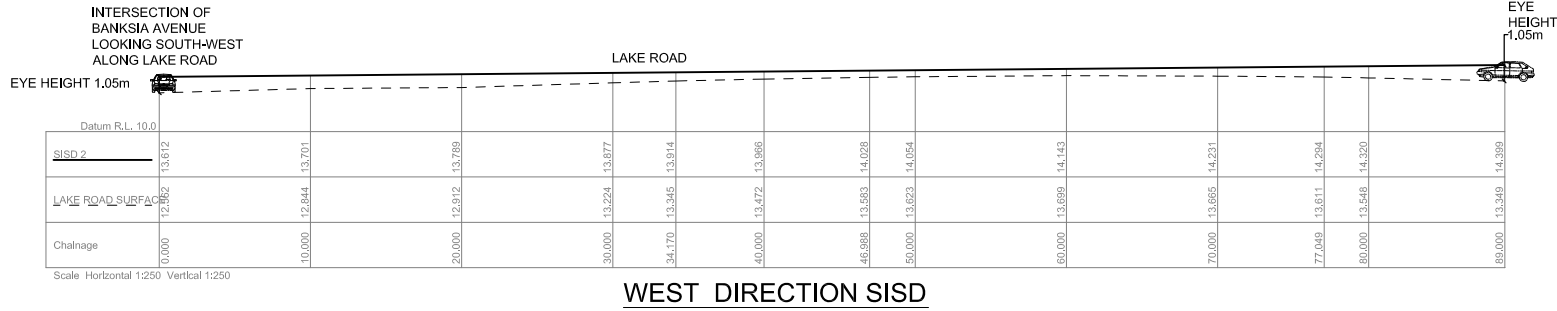 INTERSECTION OF
BANKSIA AVENUE
LOOKING SOUTH-WEST
ALONG LAKE ROAD
EYE HEIGHT 1.05m
LAKE ROAD
EYE
HEIGHT
1.05m
Datum R.L. 10.0
SISD 2
13.612 13.701 13.789 13.877 13.914 13.966 14.028 14.054 14.143 14.231 14.294 14.320 14.399
LAKE ROAD SURFACE
12.562 12.844 12.912 13.224 13.345 13.472 13.583 13.623 13.699 13.665 13.611 13.548 13.349
Chainage
0.000 10.000 20.000 30.000 34.170 40.000 46.988 50.000 60.000 70.000 77.049 80.000 89.000
Scale Horizontal 1:250 Vertical 1:250
WEST DIRECTION SISD